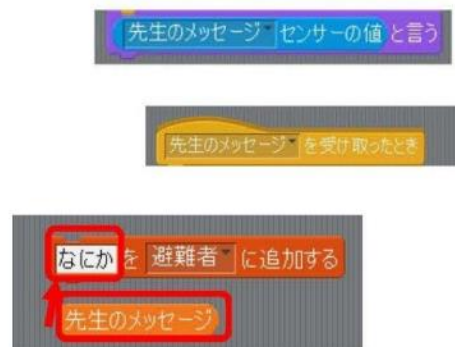 先生のメッセージ センサーの値 と言う
先生のメッセージ を受け取ったとき
なにか を 避難者 に追加する
先生のメッセージ